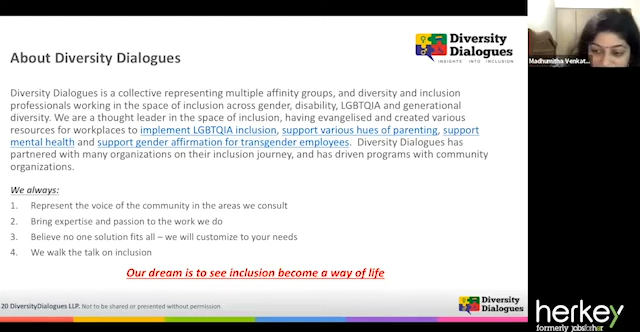 About Diversity Dialogues
Diversity
Dialogues
INSIGHTS INTO INCLUSION
Madhumitha Venkat
Diversity Dialogues is a collective representing multiple affinity groups, and diversity and inclusion
professionals working in the space of inclusion across gender, disability, LGBTQIA and generational
diversity. We are a thought leader in the space of inclusion, having evangelised and created various
resources for workplaces to implement LGBTQIA inclusion, support various hues of parenting, support
mental health and support gender affirmation for transgender employees. Diversity Dialogues has
partnered with many organizations on their inclusion journey, and has driven programs with community
organizations.
We always:
1. Represent the voice of the community in the areas we consult
2. Bring expertise and passion to the work we do
3. Believe no one solution fits all – we will customize to your needs
4. We walk the talk on inclusion
Our dream is to see inclusion become a way of life
20 DiversityDialogues LLP. Not to be shared or presented without permission.
Diversity
Dialogues
herkey
formerly jobsforher